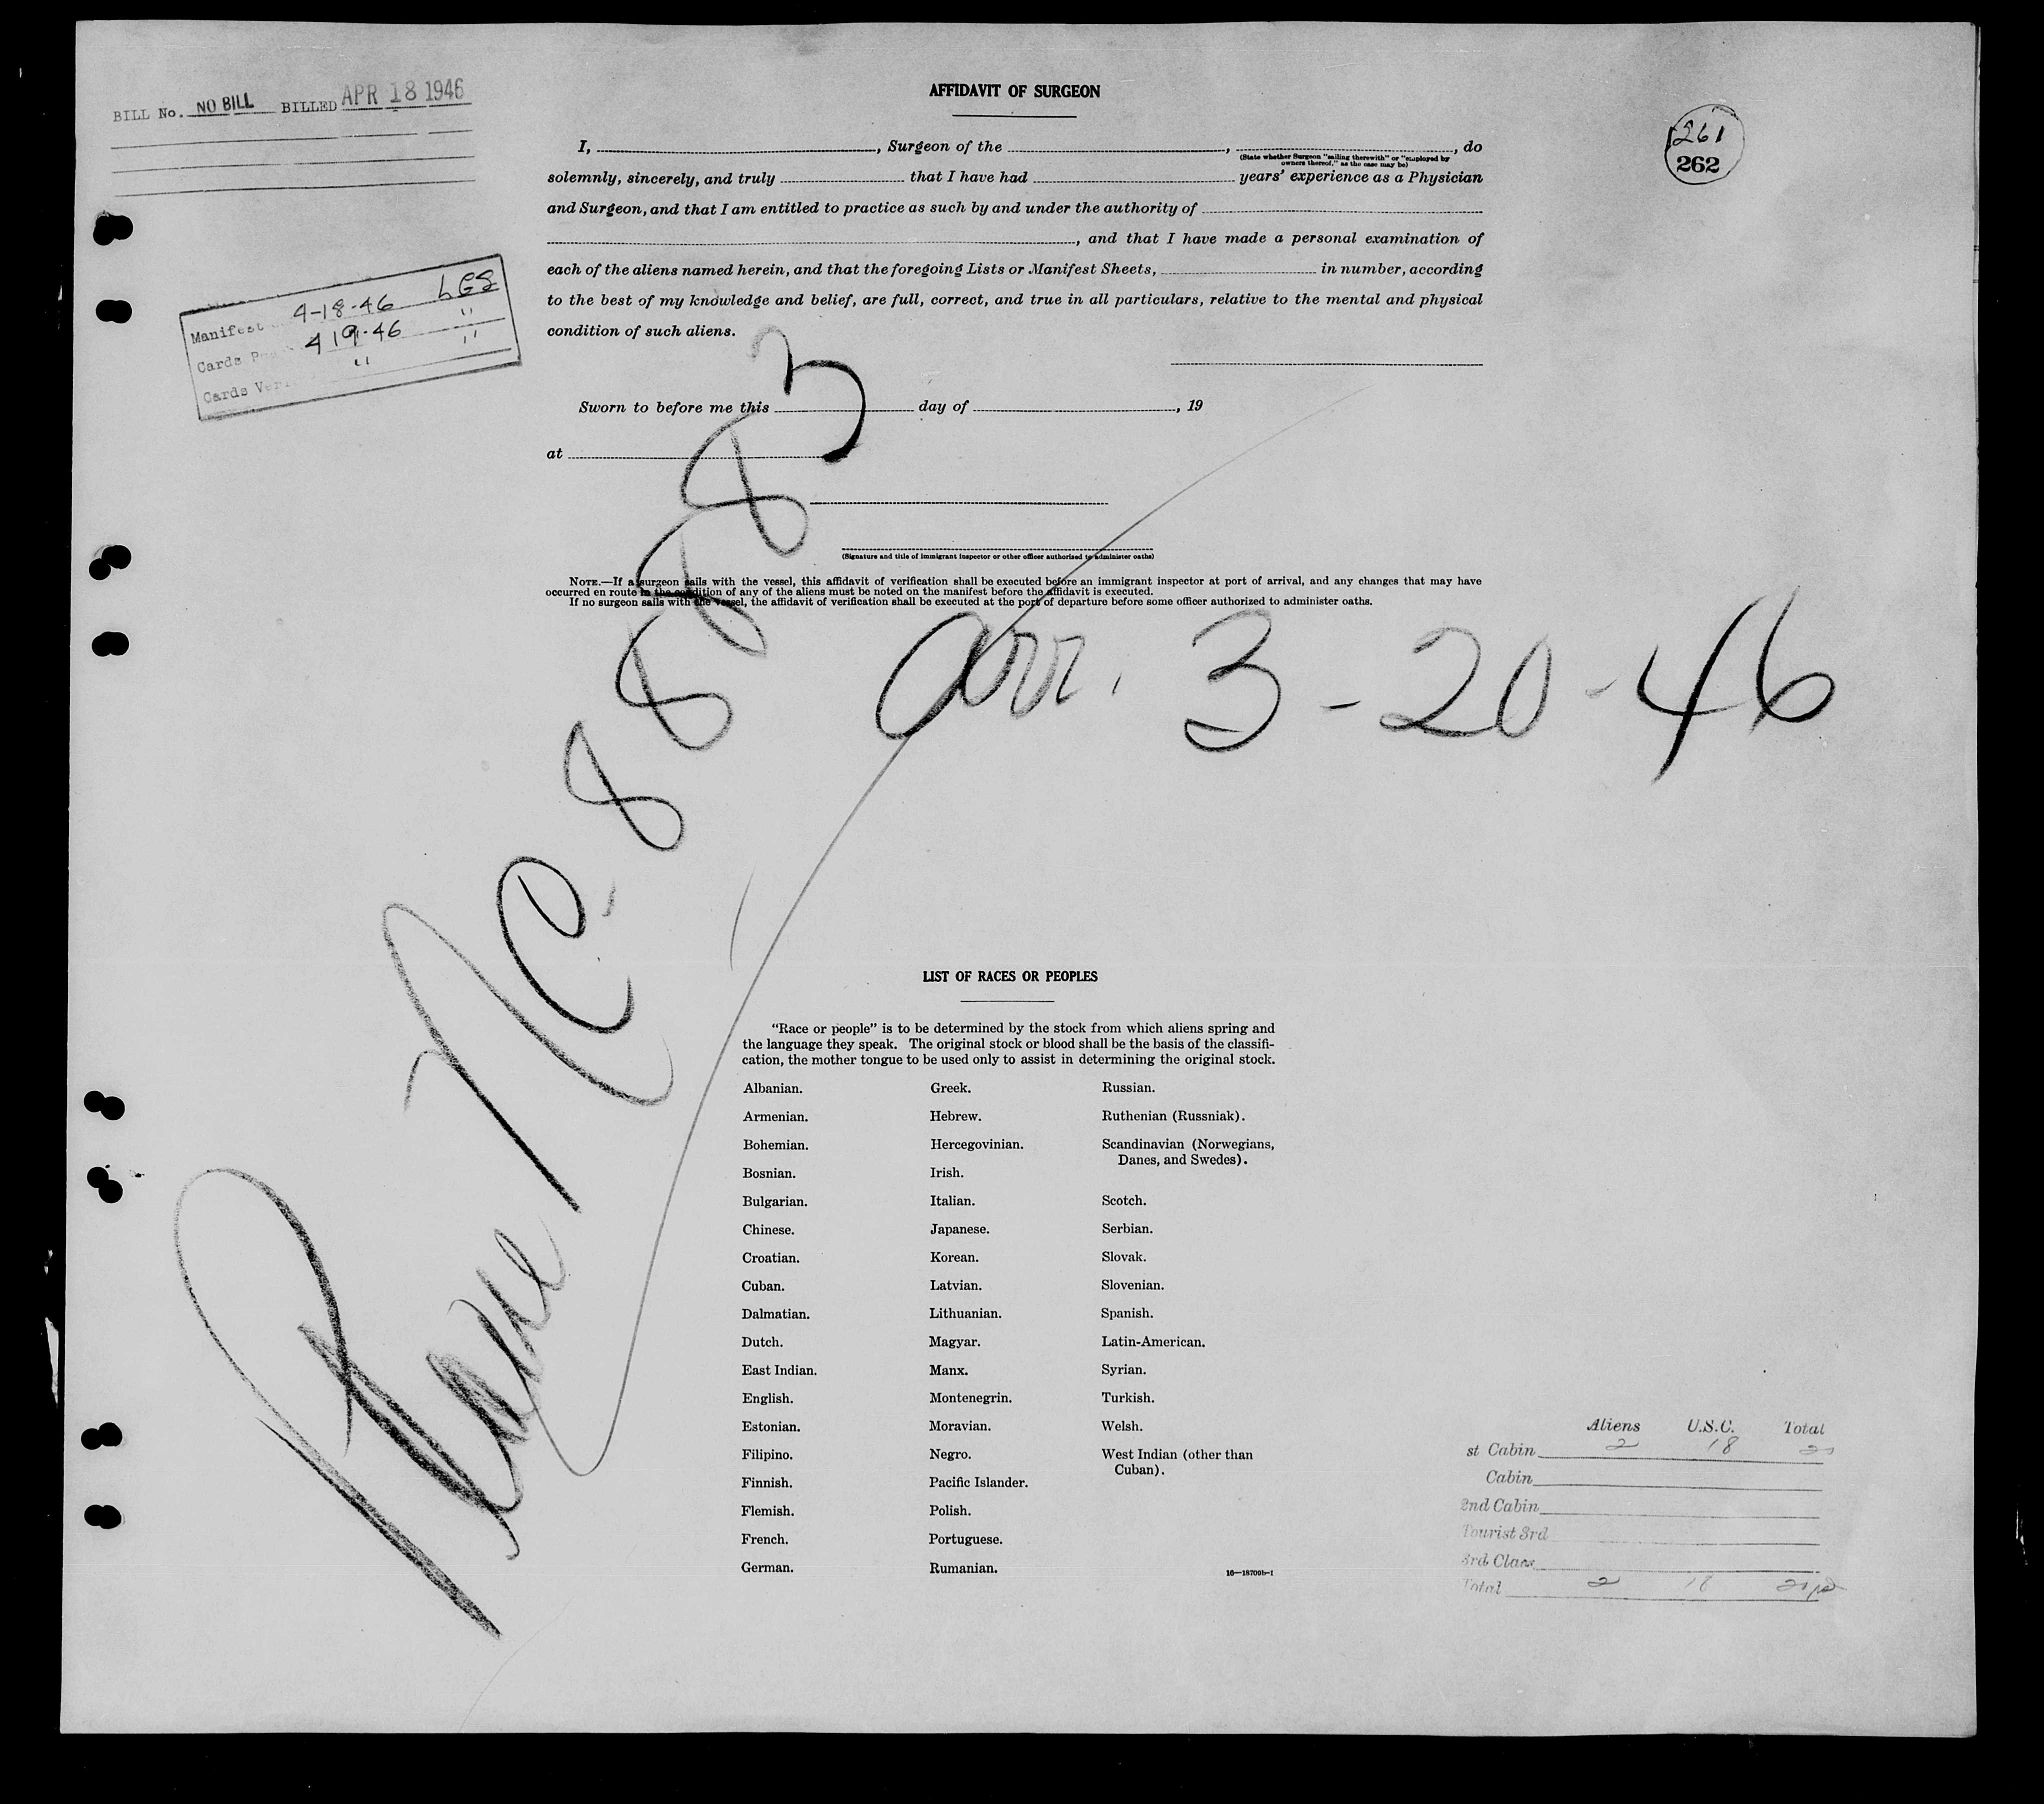 BILL No. NO BILL BILLED APR 18 1946
AFFIDAVIT OF SURGEON
261
262
I, , Surgeon of the , , do
(State whether Surgeon "sailing therewith" or "employed by
owners thereof," as the case may be)
solemnly, sincerely, and truly that I have had years' experience as a Physician
and Surgeon, and that I am entitled to practice as such by and under the authority of
, and that I have made a personal examination of
each of the aliens named herein, and that the foregoing Lists or Manifest Sheets, in number, according
to the best of my knowledge and belief, are full, correct, and true in all particulars, relative to the mental and physical
condition of such aliens.
Manifest 4-18-46 LGS
Cards 4 19-46 "
Cards " "
Sworn to before me this day of , 19
at
(Signature and title of immigrant inspector or other officer authorized to administer oaths)
NOTE.—If a surgeon sails with the vessel, this affidavit of verification shall be executed before an immigrant inspector at port of arrival, and any changes that may have
occurred en route in the condition of any of the aliens must be noted on the manifest before the affidavit is executed.
If no surgeon sails with the vessel, the affidavit of verification shall be executed at the port of departure before some officer authorized to administer oaths.
arr. 3-20-46
Plane NC. 88883
LIST OF RACES OR PEOPLES
"Race or people" is to be determined by the stock from which aliens spring and
the language they speak. The original stock or blood shall be the basis of the classifi-
cation, the mother tongue to be used only to assist in determining the original stock.
Albanian. Greek. Russian.
Armenian. Hebrew. Ruthenian (Russniak).
Bohemian. Hercegovinian. Scandinavian (Norwegians,
Danes, and Swedes).
Bosnian. Irish.
Bulgarian. Italian. Scotch.
Chinese. Japanese. Serbian.
Croatian. Korean. Slovak.
Cuban. Latvian. Slovenian.
Dalmatian. Lithuanian. Spanish.
Dutch. Magyar. Latin-American.
East Indian. Manx. Syrian.
English. Montenegrin. Turkish.
Estonian. Moravian. Welsh.
Filipino. Negro. West Indian (other than
Cuban).
Finnish. Pacific Islander.
Flemish. Polish.
French. Portuguese.
German. Rumanian. 16—18709b-1
Aliens U.S.C. Total
st Cabin 2 18 20
Cabin
2nd Cabin
Tourist 3rd
3rd Class
Total 2 18